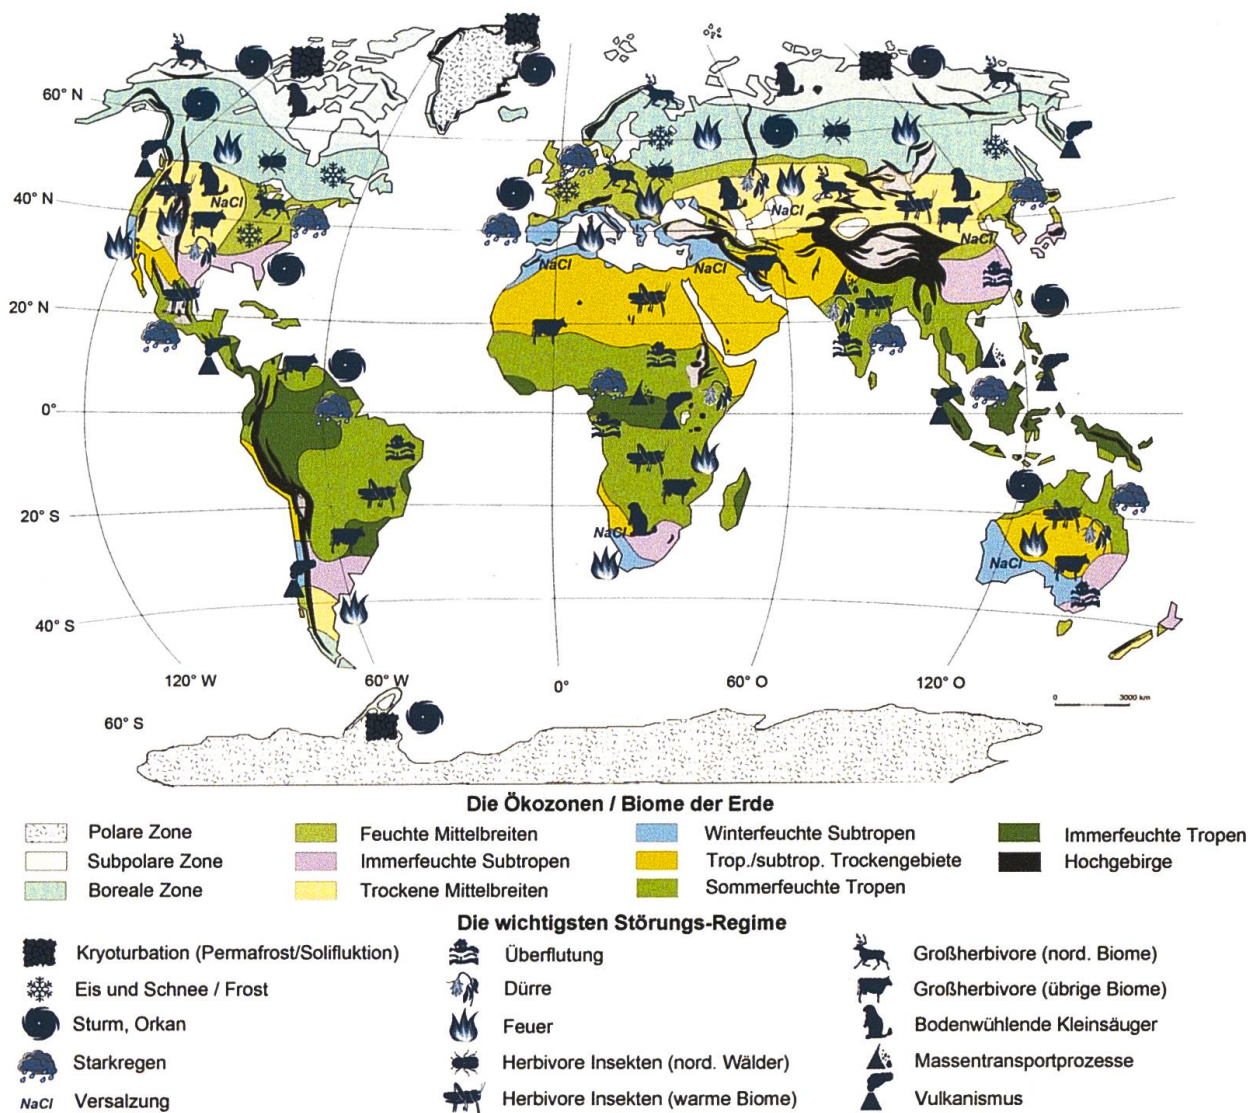 60° N
40° N
20° N
0°
20° S
40° S
60° S
120° W
60° W
0°
60° O
120° O
0 3000 km
NaCl
NaCl
NaCl
NaCl
NaCl
NaCl
NaCl
Die Ökozonen / Biome der Erde
Polare Zone
Feuchte Mittelbreiten
Winterfeuchte Subtropen
Immerfeuchte Tropen
Subpolare Zone
Immerfeuchte Subtropen
Trop./subtrop. Trockengebiete
Hochgebirge
Boreale Zone
Trockene Mittelbreiten
Sommerfeuchte Tropen
Die wichtigsten Störungs-Regime
Kryoturbation (Permafrost/Solifluktion)
Überflutung
Großherbivore (nord. Biome)
Eis und Schnee / Frost
Dürre
Großherbivore (übrige Biome)
Sturm, Orkan
Feuer
Bodenwühlende Kleinsäuger
Starkregen
Herbivore Insekten (nord. Wälder)
Massentransportprozesse
NaCl Versalzung
Herbivore Insekten (warme Biome)
Vulkanismus